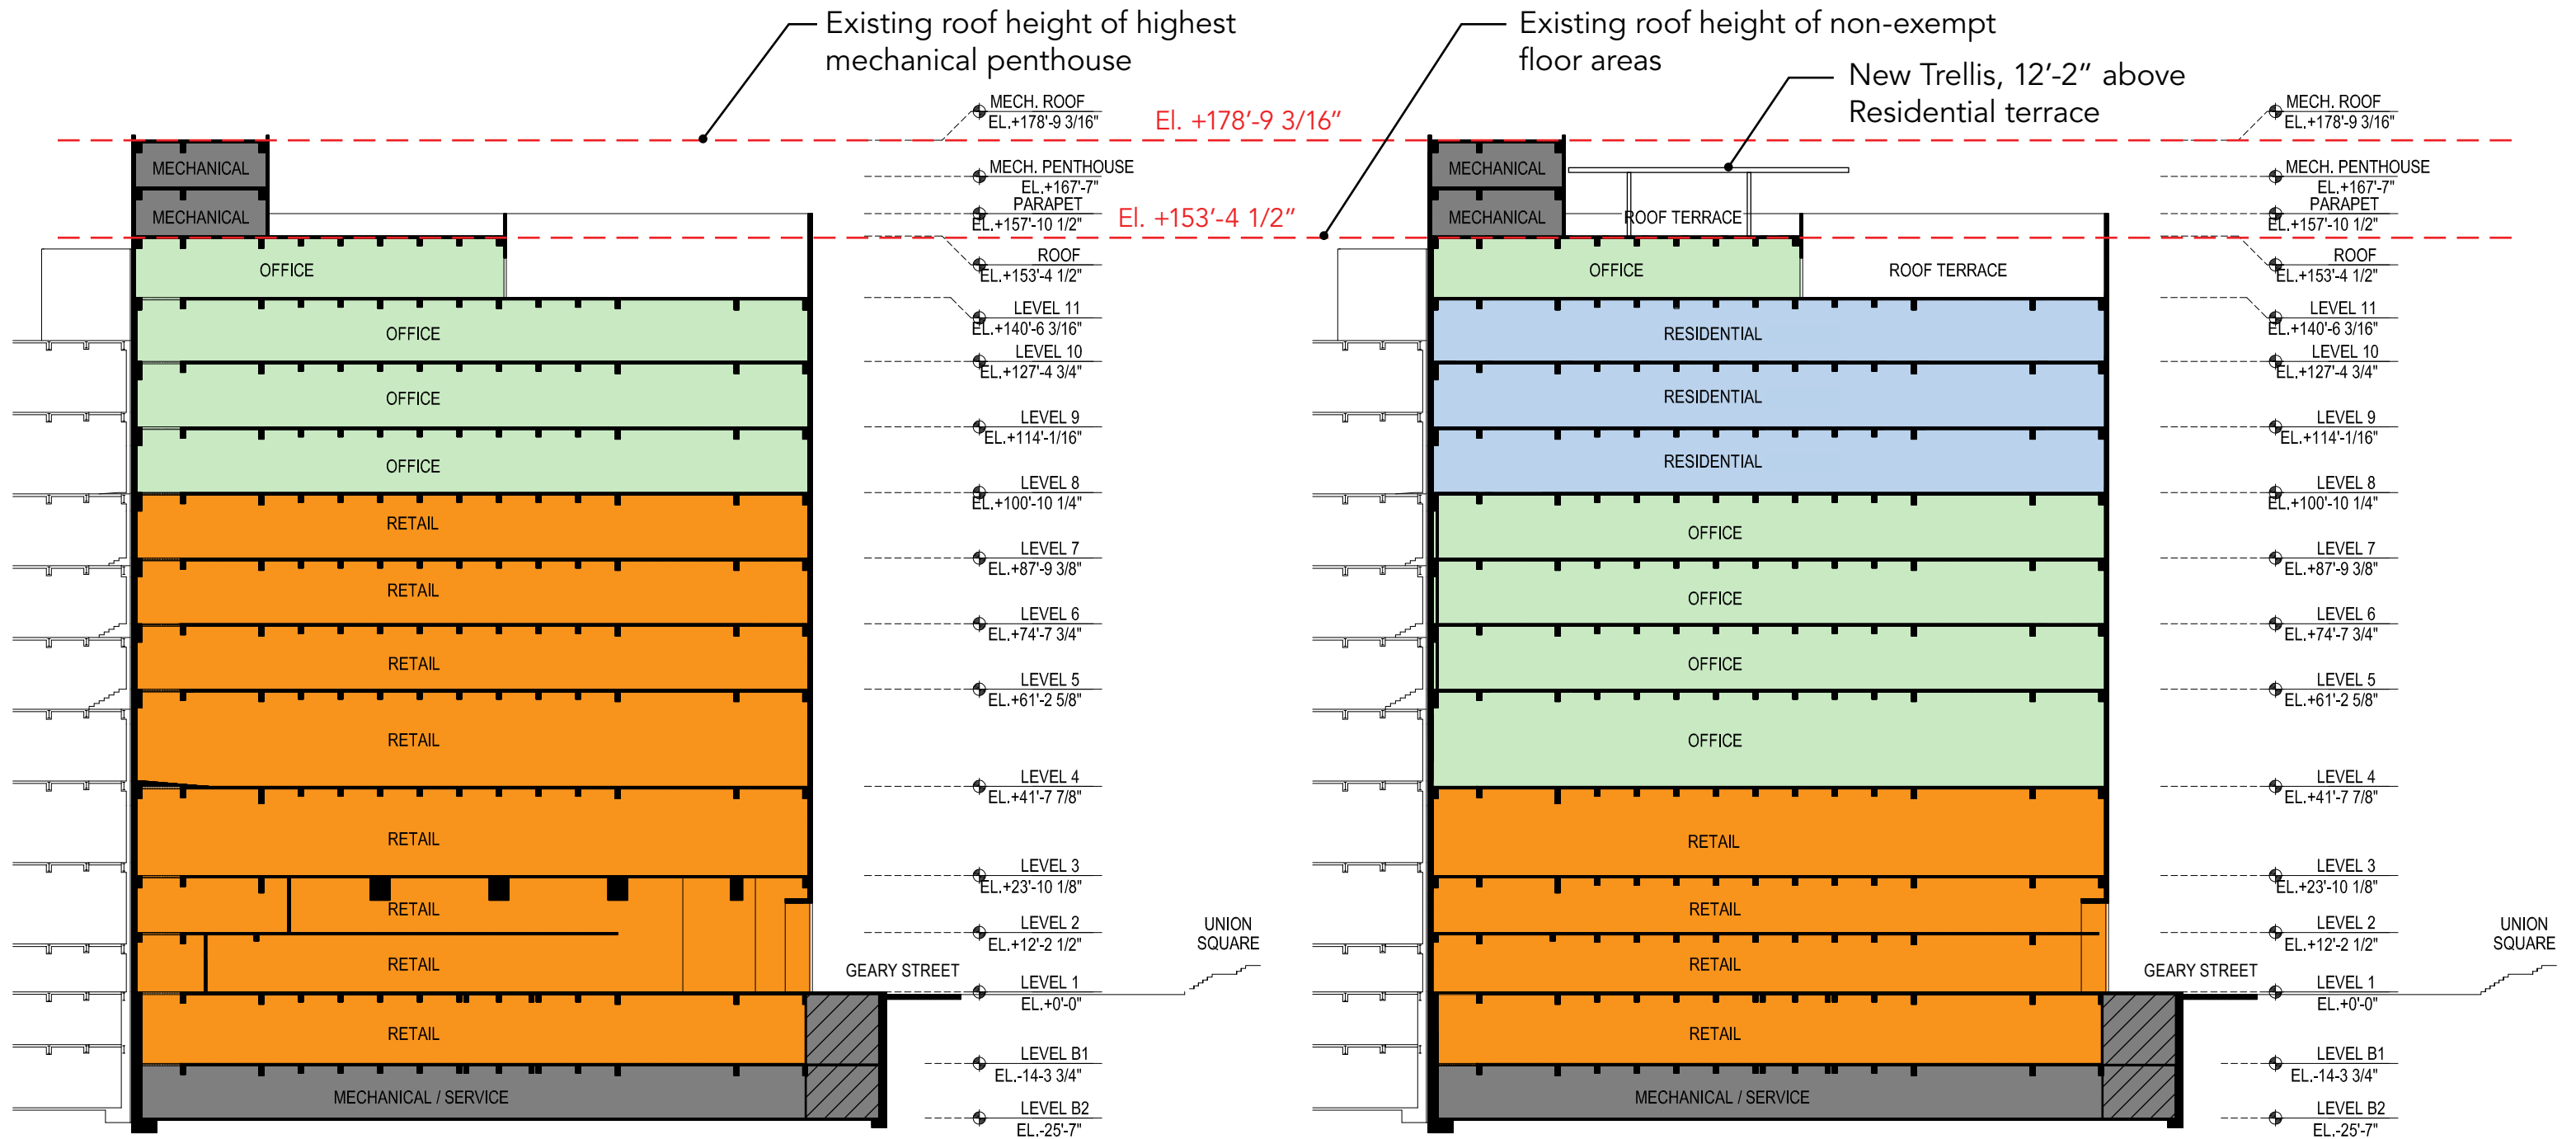 Existing roof height of highest
mechanical penthouse
MECH. ROOF
EL.+178'-9 3/16"
El. +178'-9 3/16"
MECHANICAL
MECH. PENTHOUSE
EL.+167'-7"
MECHANICAL
PARAPET
EL.+157'-10 1/2"
El. +153'-4 1/2"
OFFICE
ROOF
EL.+153'-4 1/2"
LEVEL 11
EL.+140'-6 3/16"
OFFICE
LEVEL 10
EL.+127'-4 3/4"
OFFICE
LEVEL 9
EL.+114'-1/16"
OFFICE
LEVEL 8
EL.+100'-10 1/4"
RETAIL
LEVEL 7
EL.+87'-9 3/8"
RETAIL
LEVEL 6
EL.+74'-7 3/4"
RETAIL
LEVEL 5
EL.+61'-2 5/8"
RETAIL
LEVEL 4
EL.+41'-7 7/8"
RETAIL
LEVEL 3
EL.+23'-10 1/8"
RETAIL
LEVEL 2
EL.+12'-2 1/2"
UNION
SQUARE
RETAIL
GEARY STREET
LEVEL 1
EL.+0'-0"
RETAIL
LEVEL B1
EL.-14-3 3/4"
MECHANICAL / SERVICE
LEVEL B2
EL.-25'-7"
Existing roof height of non-exempt
floor areas
New Trellis, 12'-2" above
Residential terrace
MECH. ROOF
EL.+178'-9 3/16"
MECHANICAL
MECH. PENTHOUSE
EL.+167'-7"
MECHANICAL
ROOF TERRACE
PARAPET
EL.+157'-10 1/2"
OFFICE
ROOF TERRACE
ROOF
EL.+153'-4 1/2"
LEVEL 11
EL.+140'-6 3/16"
RESIDENTIAL
LEVEL 10
EL.+127'-4 3/4"
RESIDENTIAL
LEVEL 9
EL.+114'-1/16"
RESIDENTIAL
LEVEL 8
EL.+100'-10 1/4"
OFFICE
LEVEL 7
EL.+87'-9 3/8"
OFFICE
LEVEL 6
EL.+74'-7 3/4"
OFFICE
LEVEL 5
EL.+61'-2 5/8"
OFFICE
LEVEL 4
EL.+41'-7 7/8"
RETAIL
LEVEL 3
EL.+23'-10 1/8"
RETAIL
LEVEL 2
EL.+12'-2 1/2"
UNION
SQUARE
RETAIL
GEARY STREET
LEVEL 1
EL.+0'-0"
RETAIL
LEVEL B1
EL.-14-3 3/4"
MECHANICAL / SERVICE
LEVEL B2
EL.-25'-7"